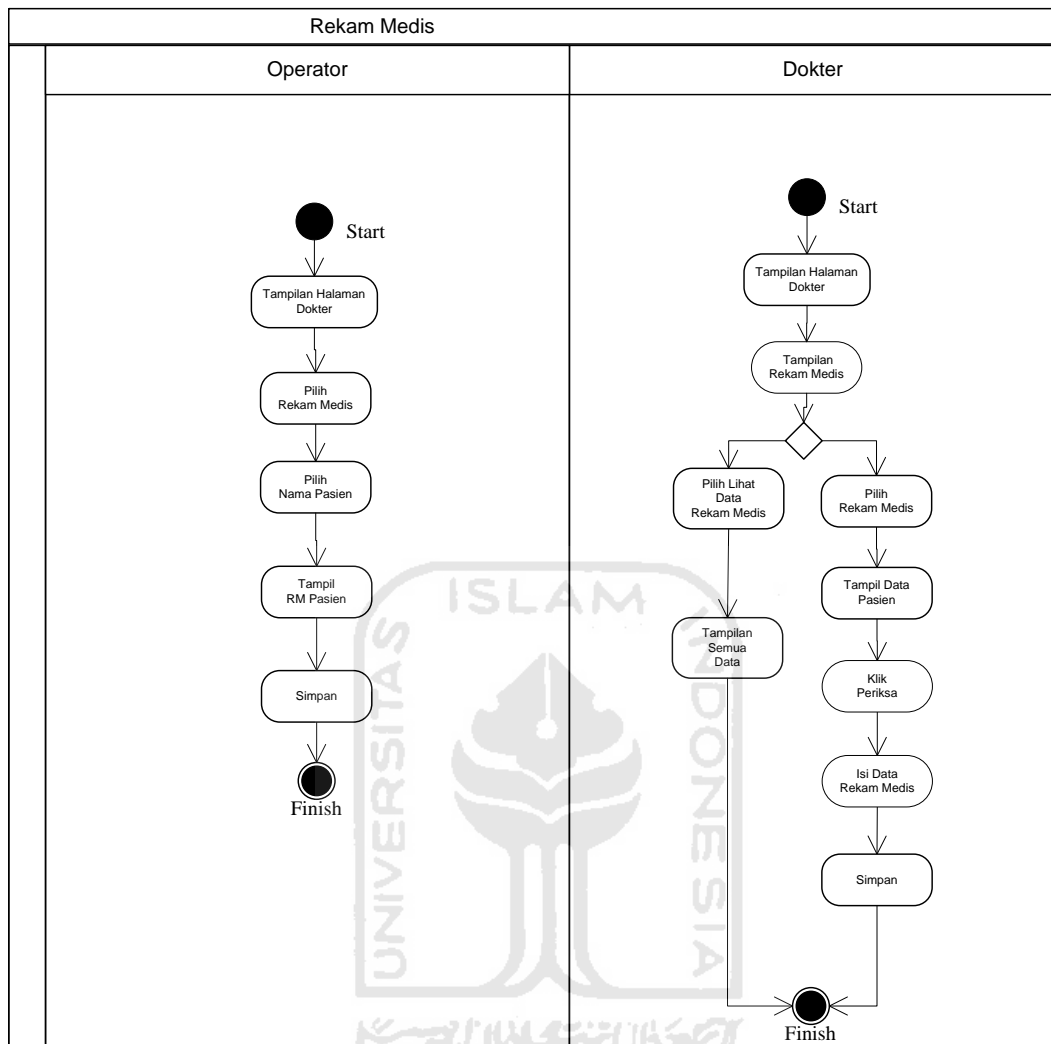 Rekam Medis
Operator
Dokter
Start
Tampilan Halaman
Dokter
Pilih
Rekam Medis
Pilih
Nama Pasien
Tampil
RM Pasien
Simpan
Finish
Start
Tampilan Halaman
Dokter
Tampilan
Rekam Medis
Pilih Lihat
Data
Rekam Medis
Tampilan
Semua
Data
Pilih
Rekam Medis
Tampil Data
Pasien
Klik
Periksa
Isi Data
Rekam Medis
Simpan
Finish
UNIVERSITAS
ISLAM
INDONESIA